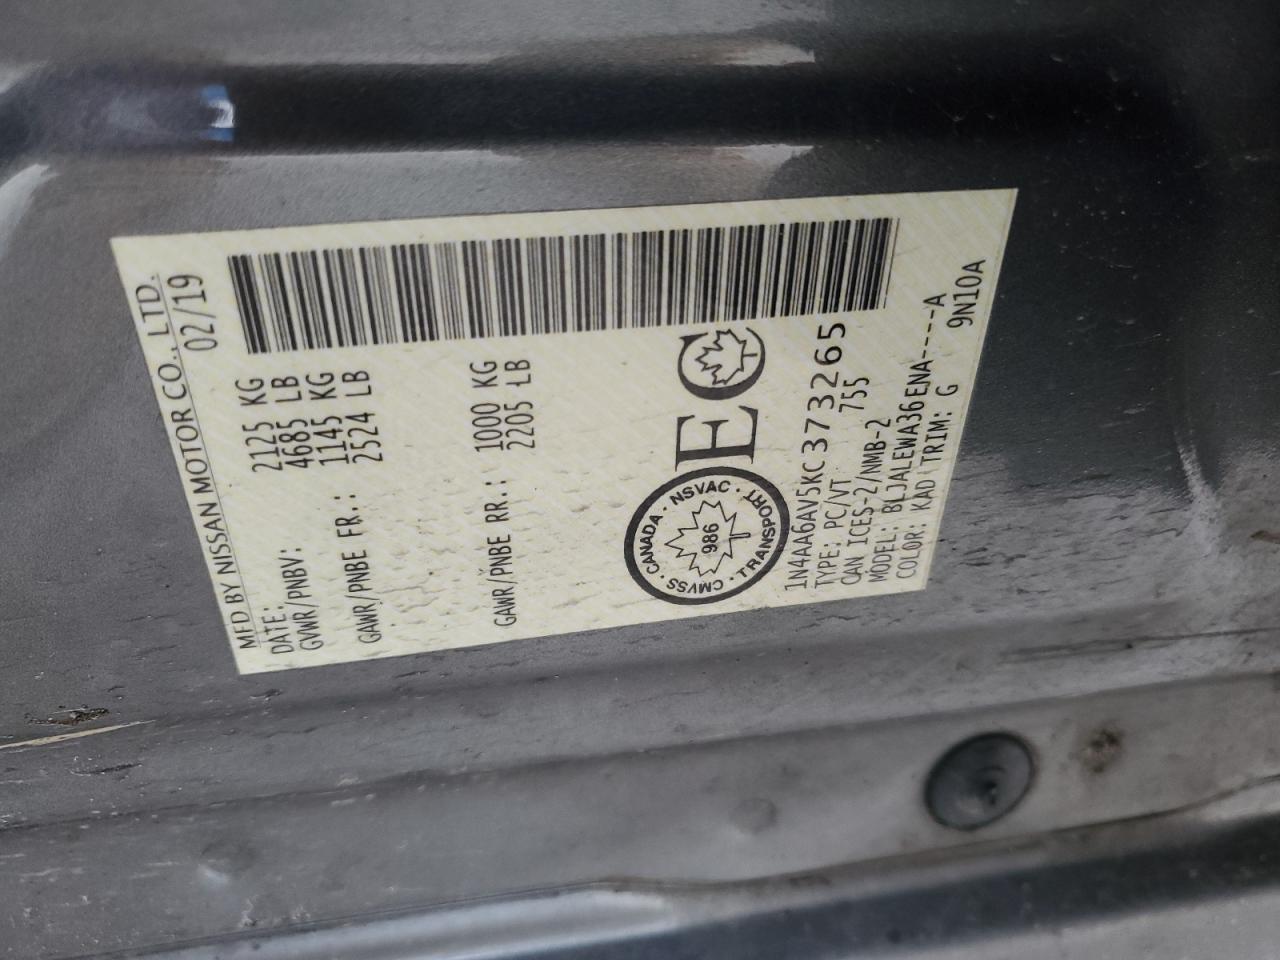 MFD BY NISSAN MOTOR CO., LTD.
DATE: 02/19
GVWR/PNBV: 2125 KG
4685 LB
GAWR/PNBE FR.: 1145 KG
2524 LB
GAWR/PNBE RR.: 1000 KG
2205 LB
CANADA · NSVAC · TRANSPORT · CMVSS ·
986
EC
1N4AA6AV5KC373265
TYPE: PC/VT 755
CAN ICES-2/NMB-2
MODEL: BLJALEWA36ENA-----A
COLOR: KAD TRIM: G 9N10A